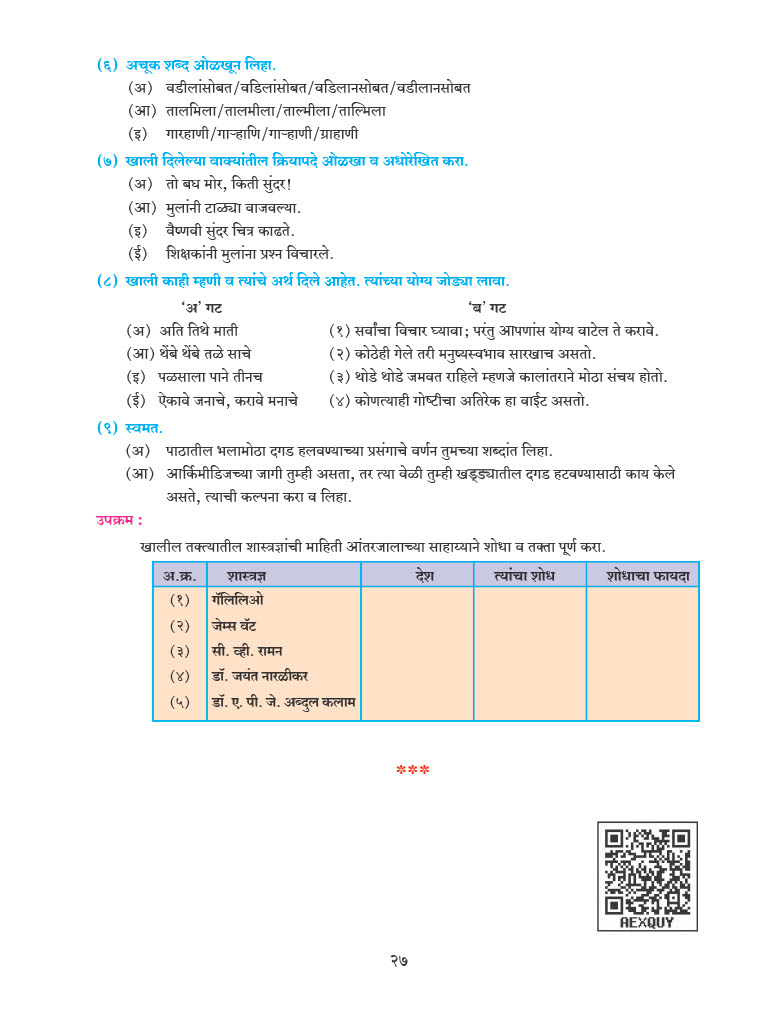 (६) अचूक शब्द ओळखून लिहा.
(अ) वडीलांसोबत/वडिलांसोबत/वडिलानसोबत/वडीलानसोबत
(आ) तालमिला/तालमीला/ताल्मीला/ताल्मिला
(इ) गारहाणी/गाऱ्हाणि/गाऱ्हाणी/ग्राहाणी
(७) खाली दिलेल्या वाक्यांतील क्रियापदे ओळखा व अधोरेखित करा.
(अ) तो बघ मोर, किती सुंदर!
(आ) मुलांनी टाळ्या वाजवल्या.
(इ) वैष्णवी सुंदर चित्र काढते.
(ई) शिक्षकांनी मुलांना प्रश्न विचारले.
(८) खाली काही म्हणी व त्यांचे अर्थ दिले आहेत. त्यांच्या योग्य जोड्या लावा.
‘अ’ गट ‘ब’ गट
(अ) अति तिथे माती (१) सर्वांचा विचार घ्यावा; परंतु आपणांस योग्य वाटेल ते करावे.
(आ) थेंबे थेंबे तळे साचे (२) कोठेही गेले तरी मनुष्यस्वभाव सारखाच असतो.
(इ) पळसाला पाने तीनच (३) थोडे थोडे जमवत राहिले म्हणजे कालांतराने मोठा संचय होतो.
(ई) ऐकावे जनाचे, करावे मनाचे (४) कोणत्याही गोष्टीचा अतिरेक हा वाईट असतो.
(९) स्वमत.
(अ) पाठातील भलामोठा दगड हलवण्याच्या प्रसंगाचे वर्णन तुमच्या शब्दांत लिहा.
(आ) आर्किमीडिजच्या जागी तुम्ही असता, तर त्या वेळी तुम्ही खड्ड्यातील दगड हटवण्यासाठी काय केले
असते, त्याची कल्पना करा व लिहा.
उपक्रम :
खालील तक्त्यातील शास्त्रज्ञांची माहिती आंतरजालाच्या साहाय्याने शोधा व तक्ता पूर्ण करा.
अ.क्र. शास्त्रज्ञ देश त्यांचा शोध शोधाचा फायदा
(१) गॅलिलिओ
(२) जेम्स वॅट
(३) सी. व्ही. रामन
(४) डॉ. जयंत नारळीकर
(५) डॉ. ए. पी. जे. अब्दुल कलाम
***
AEXQUY
२७